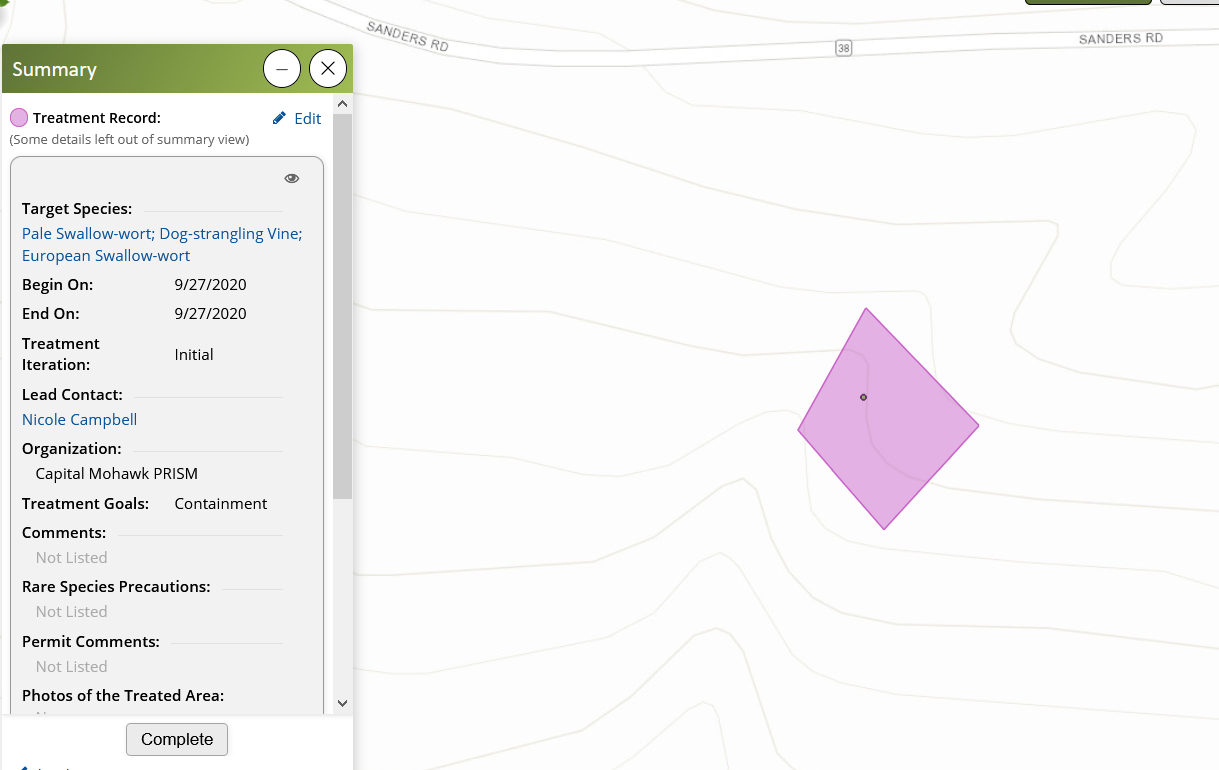 SANDERS RD
38
SANDERS RD
Summary
Treatment Record:
Edit
(Some details left out of summary view)
Target Species:
Pale Swallow-wort; Dog-strangling Vine;
European Swallow-wort
Begin On: 9/27/2020
End On: 9/27/2020
Treatment
Iteration: Initial
Lead Contact:
Nicole Campbell
Organization:
Capital Mohawk PRISM
Treatment Goals: Containment
Comments:
Not Listed
Rare Species Precautions:
Not Listed
Permit Comments:
Not Listed
Photos of the Treated Area:
Complete